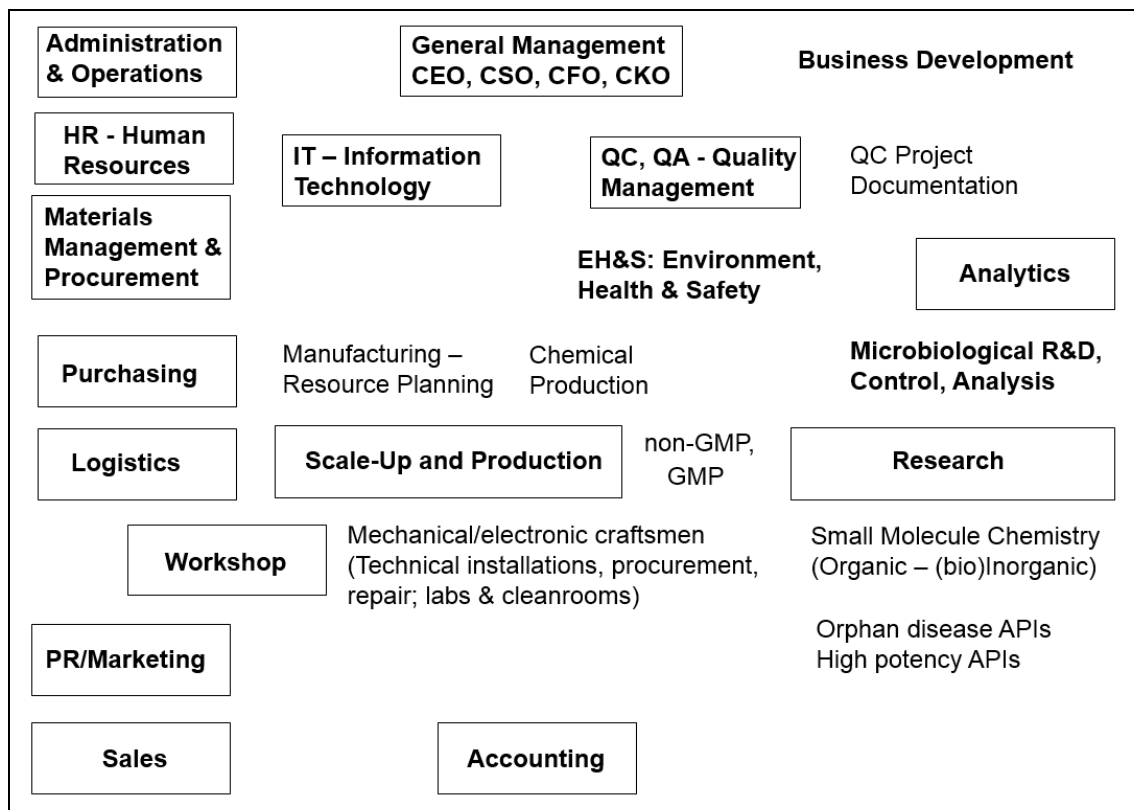 Administration
& Operations
General Management
CEO, CSO, CFO, CKO
Business Development
HR - Human
Resources
IT – Information
Technology
QC, QA - Quality
Management
QC Project
Documentation
Materials
Management &
Procurement
EH&S: Environment,
Health & Safety
Analytics
Purchasing
Manufacturing –
Resource Planning
Chemical
Production
Microbiological R&D,
Control, Analysis
Logistics
Scale-Up and Production
non-GMP,
GMP
Research
Workshop
Mechanical/electronic craftsmen
(Technical installations, procurement,
repair; labs & cleanrooms)
Small Molecule Chemistry
(Organic – (bio)Inorganic)
Orphan disease APIs
High potency APIs
PR/Marketing
Sales
Accounting